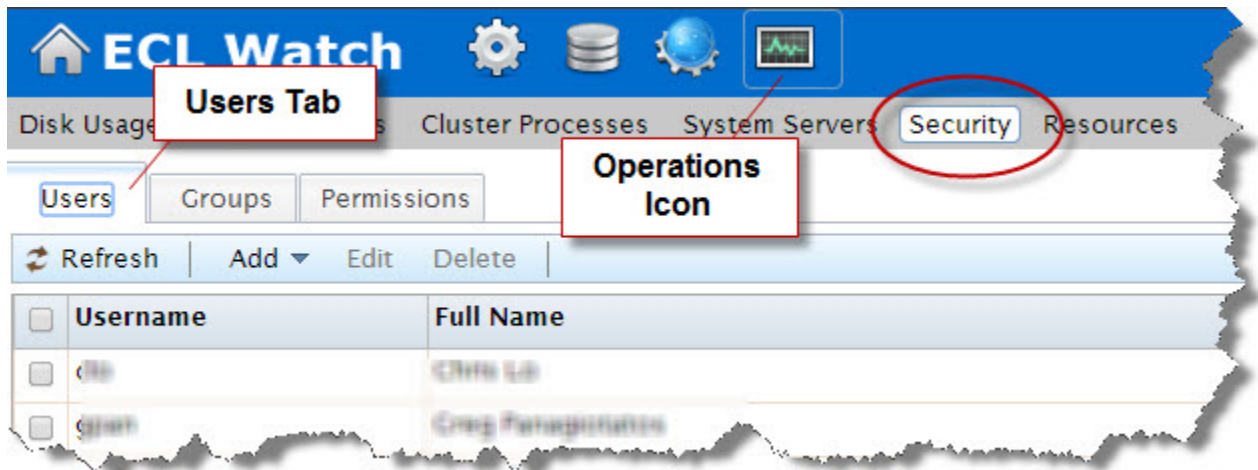 ECL Watch
Users Tab
Disk Usage s Cluster Processes System Servers Security Resources
Operations
Icon
Users Groups Permissions
Refresh Add Edit Delete
Username Full Name